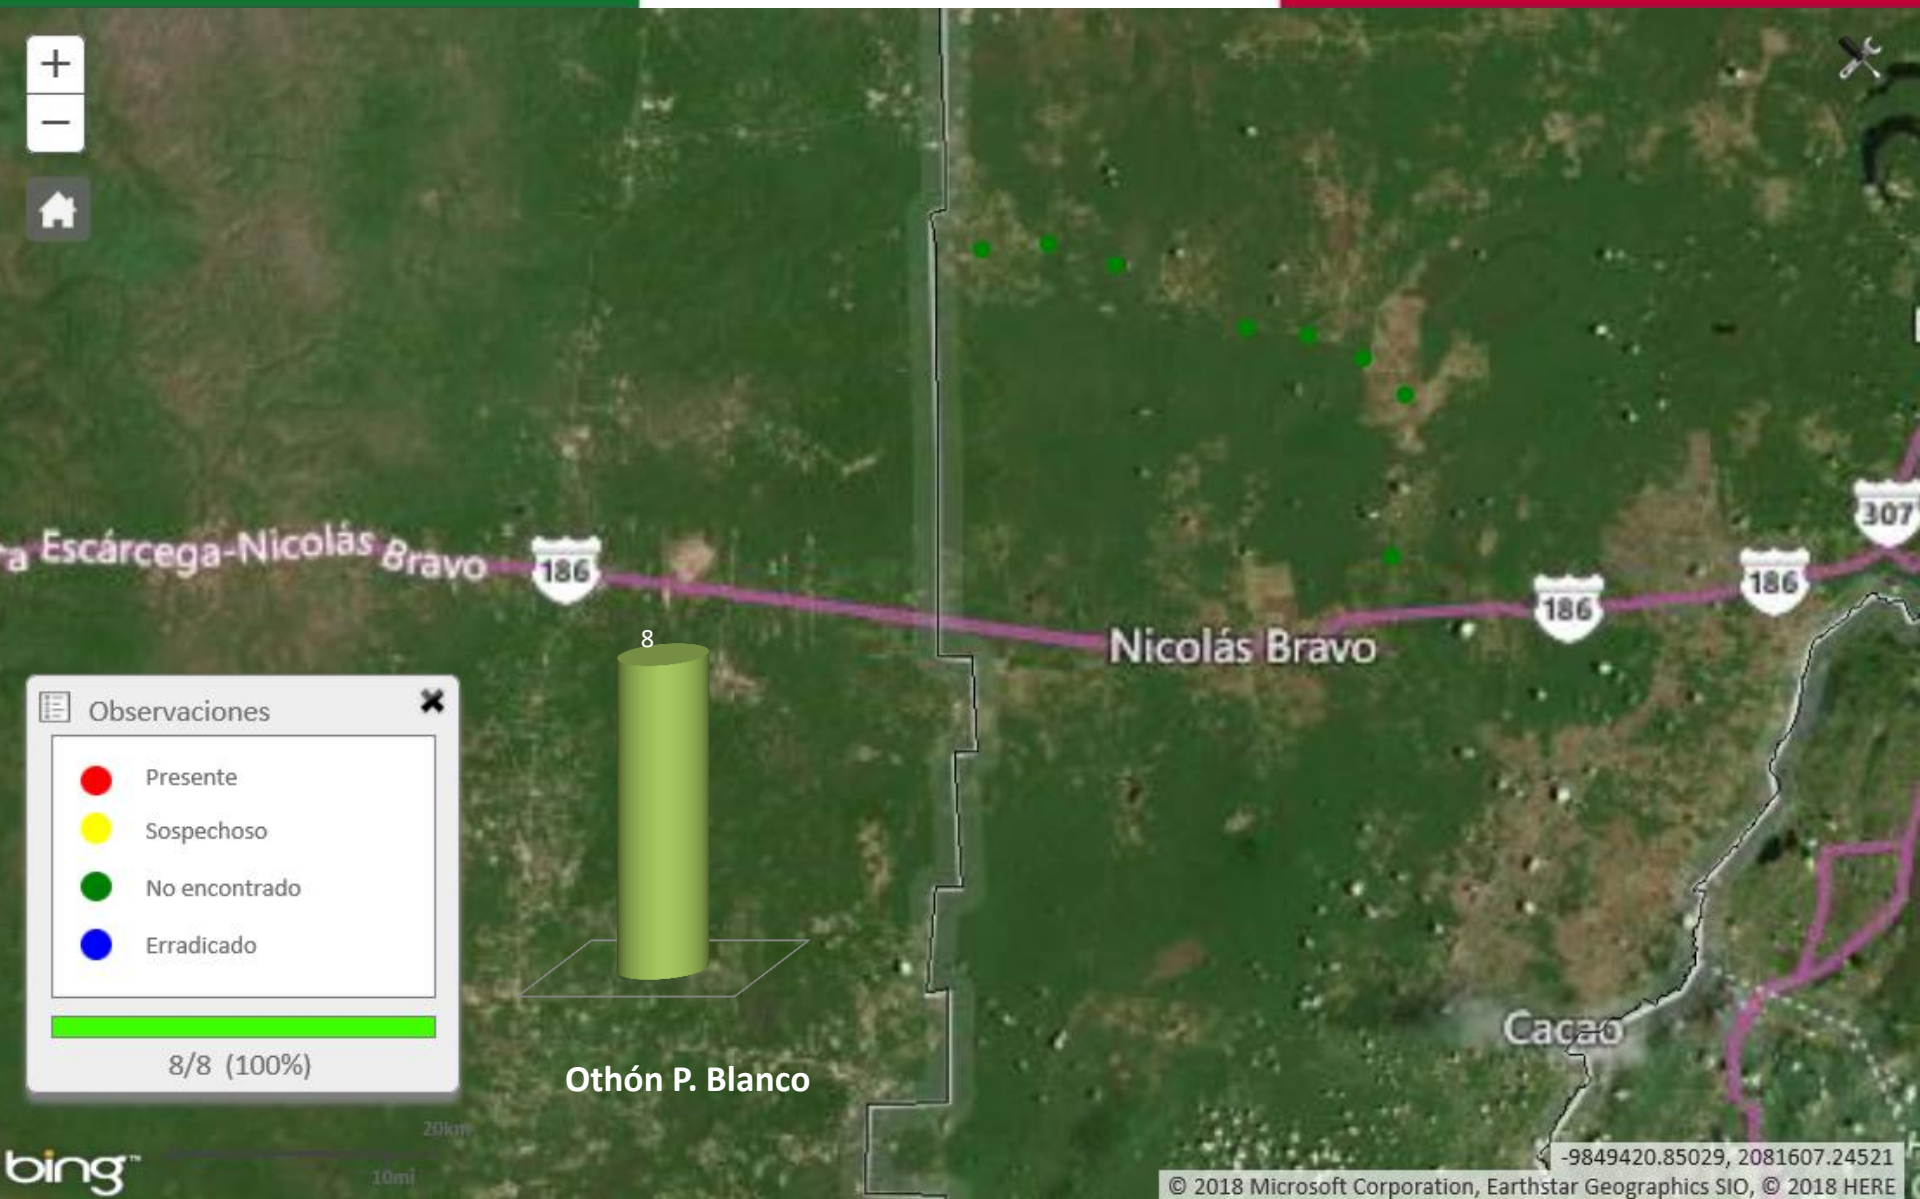 +
−
ra Escárcega-Nicolás Bravo
186
307
186
186
Nicolás Bravo
8
Observaciones
Presente
Sospechoso
No encontrado
Erradicado
8/8 (100%)
Othón P. Blanco
Cacao
20km
10mi
bing™
-9849420.85029, 2081607.24521
© 2018 Microsoft Corporation, Earthstar Geographics SIO, © 2018 HERE